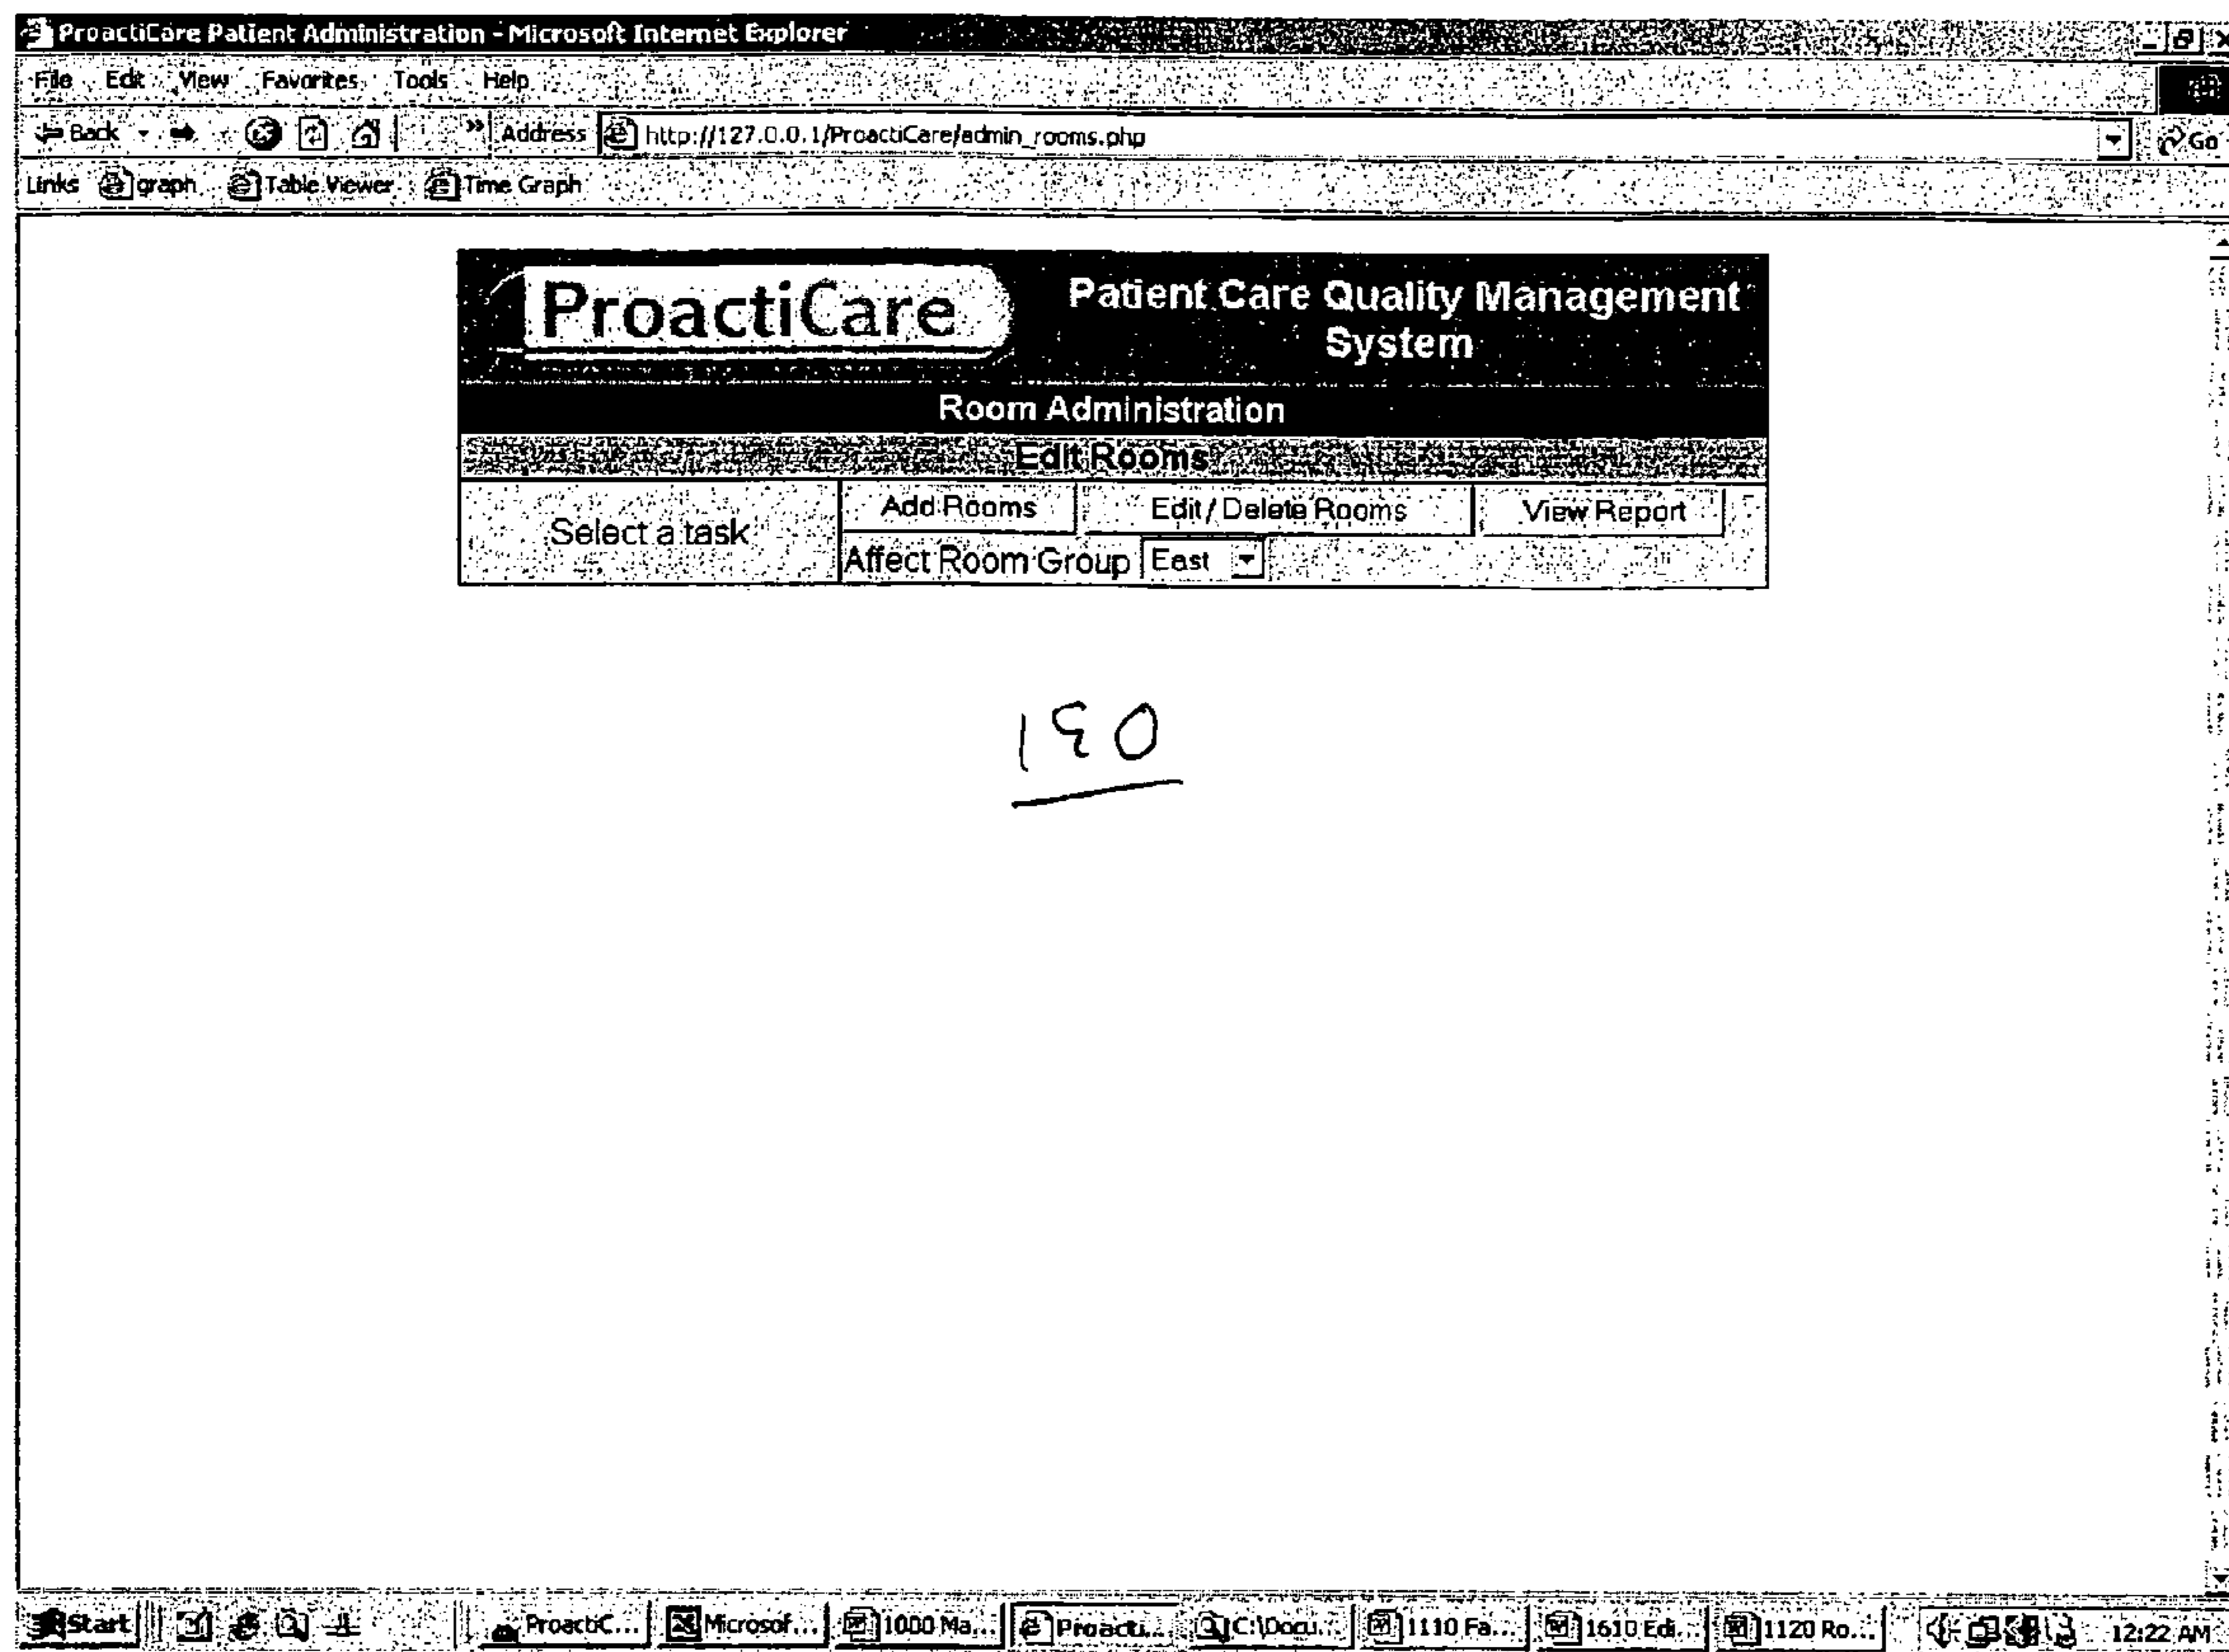 ProactiCare Patient Administration - Microsoft Internet Explorer
File Edit View Favorites Tools Help
Back Address http://127.0.0.1/ProactiCare/admin_rooms.php Go
Links graph Table Viewer Time Graph
ProactiCare
Patient Care Quality Management
System
Room Administration
Edit Rooms
Select a task
Add Rooms Edit / Delete Rooms View Report
Affect Room Group East
Start ProactiC... Microsof... 1000 Ma... Proacti... C:\Docu... 1110 Fa... 1610 Edi... 1120 Ro... 12:22 AM